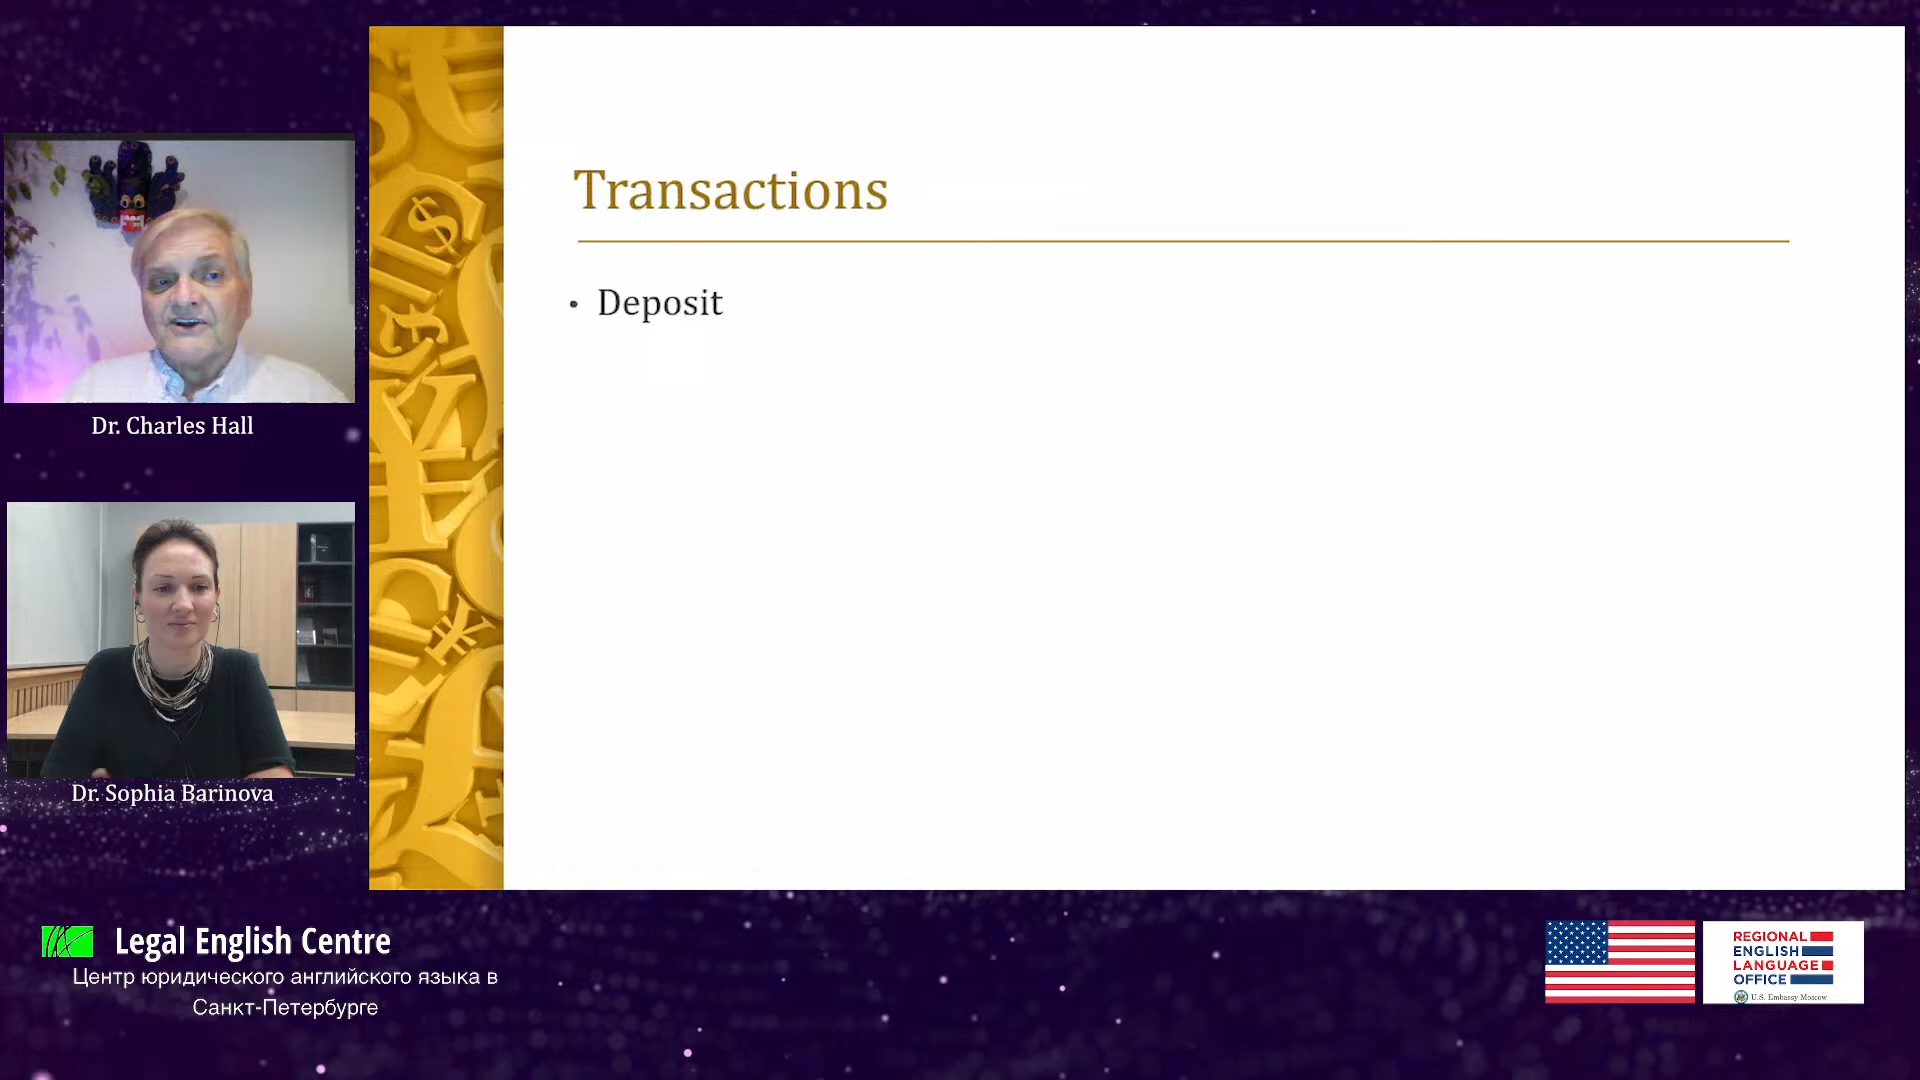 Transactions
• Deposit
Dr. Charles Hall
Dr. Sophia Barinova
Legal English Centre
Центр юридического английского языка в
Санкт-Петербурге
REGIONAL
ENGLISH
LANGUAGE
OFFICE
U.S. Embassy Moscow